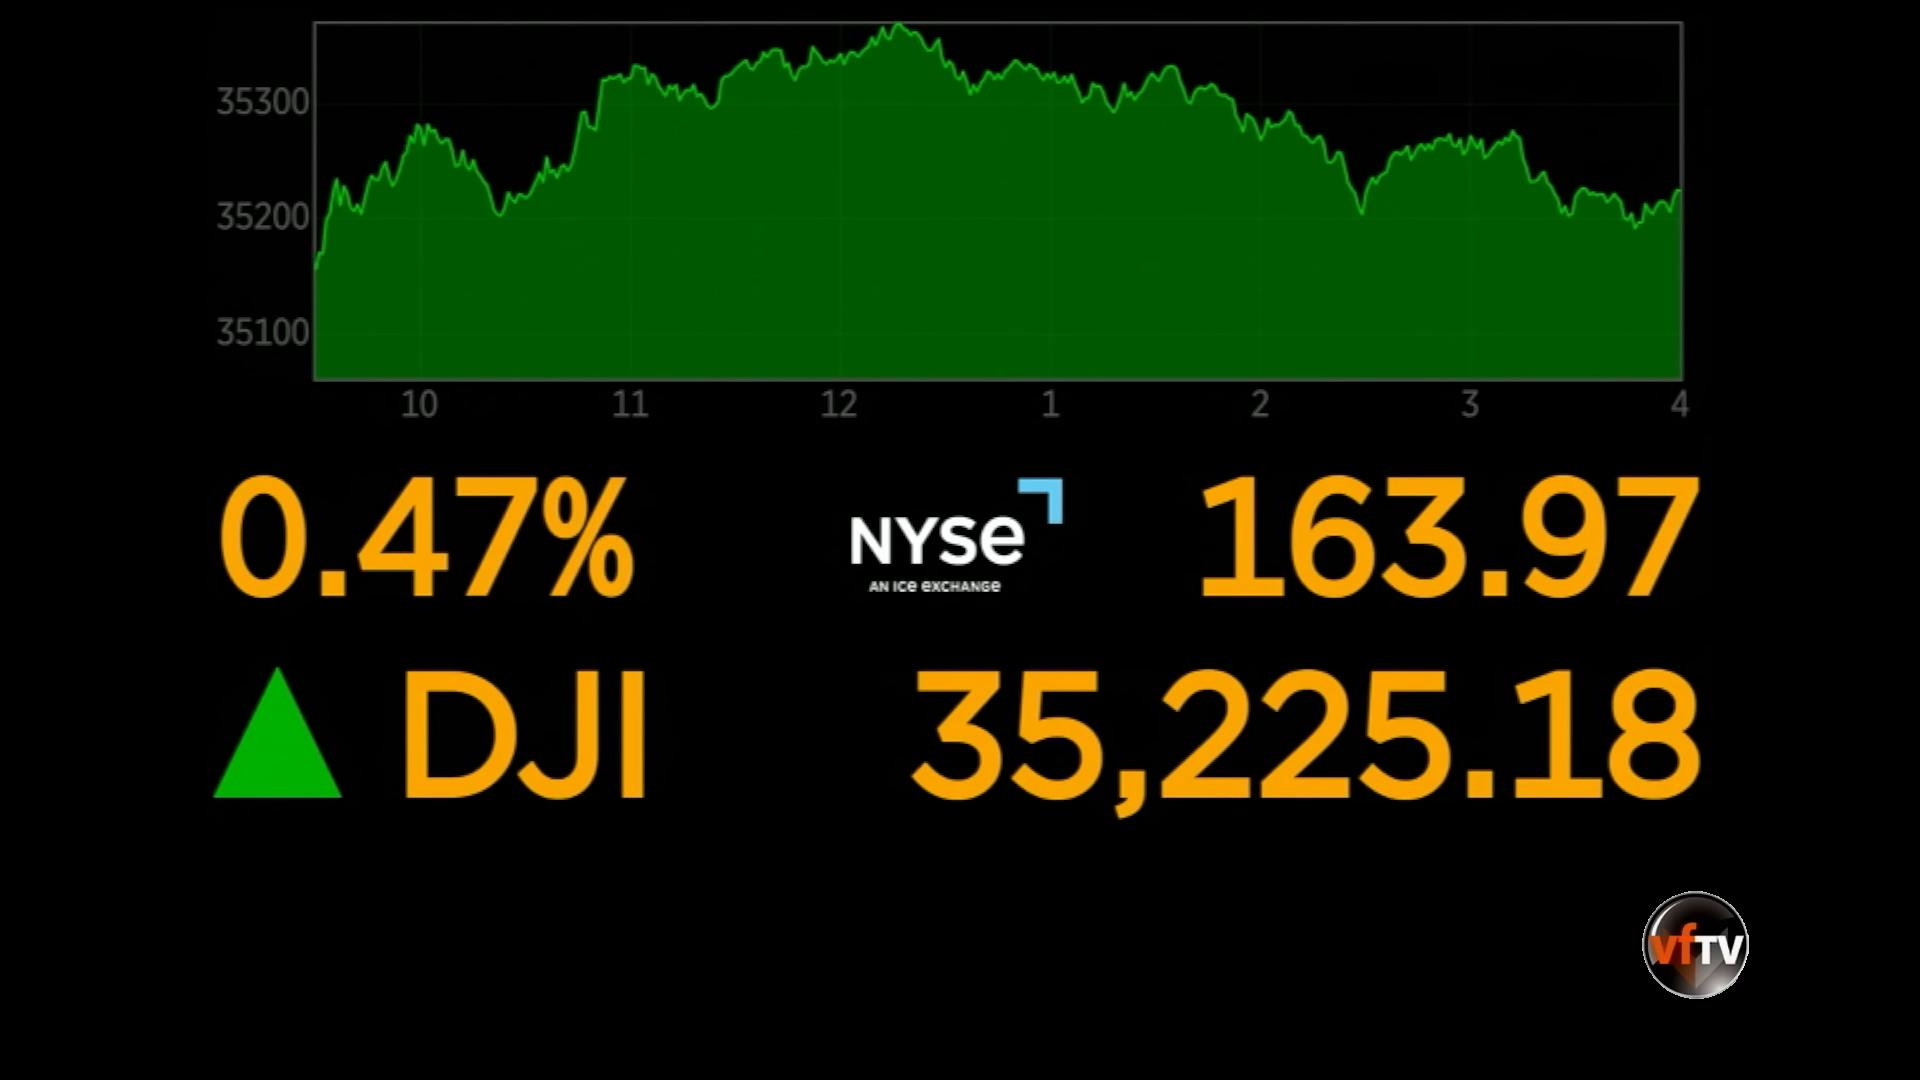 35300
35200
35100
10 11 12 1 2 3 4
0.47% NYSE 163.97
AN ICE EXCHANGE
DJI 35,225.18
vfTV